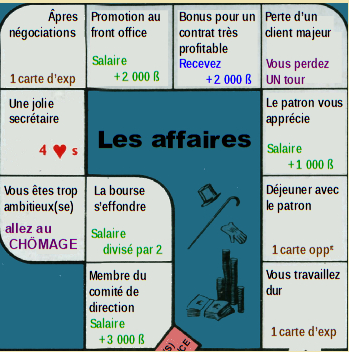 Âpres
négociations
1 carte d'exp
Promotion au
front office
Salaire
+2 000 ß
Bonus pour un
contrat très
profitable
Recevez
+2 000 ß
Perte d'un
client majeur
Vous perdez
UN tour
Une jolie
secrétaire
4 ♥ s
Les affaires
Le patron vous
apprécie
Salaire
+1 000 ß
Vous êtes trop
ambitieux(se)
allez au
CHÔMAGE
La bourse
s'effondre
Salaire
divisé par 2
Déjeuner avec
le patron
1 carte opp*
Membre du
comité de
direction
Salaire
+3 000 ß
Vous travaillez
dur
1 carte d'exp